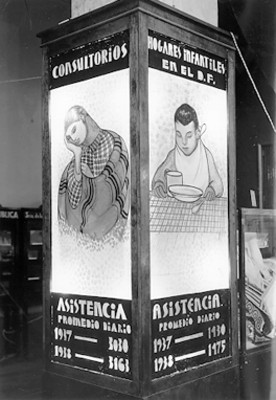 CONSULTORIOS
ASISTENCIA
PROMEDIO DIARIO
1937 — 3030
1938 — 3163
HOGARES INFANTILES
EN EL D.F.
ASISTENCIA
PROMEDIO DIARIO
1937 — 1430
1938 — 1475